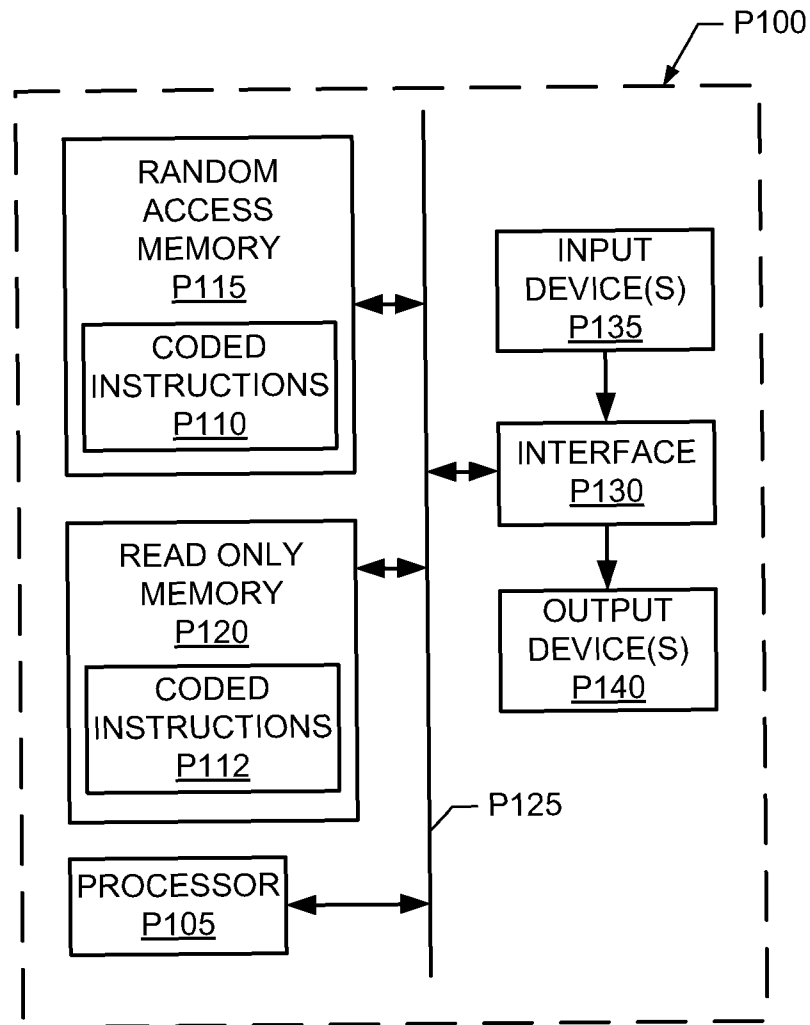 P100
RANDOM
ACCESS
MEMORY
P115
CODED
INSTRUCTIONS
P110
READ ONLY
MEMORY
P120
CODED
INSTRUCTIONS
P112
PROCESSOR
P105
INPUT
DEVICE(S)
P135
INTERFACE
P130
OUTPUT
DEVICE(S)
P140
P125